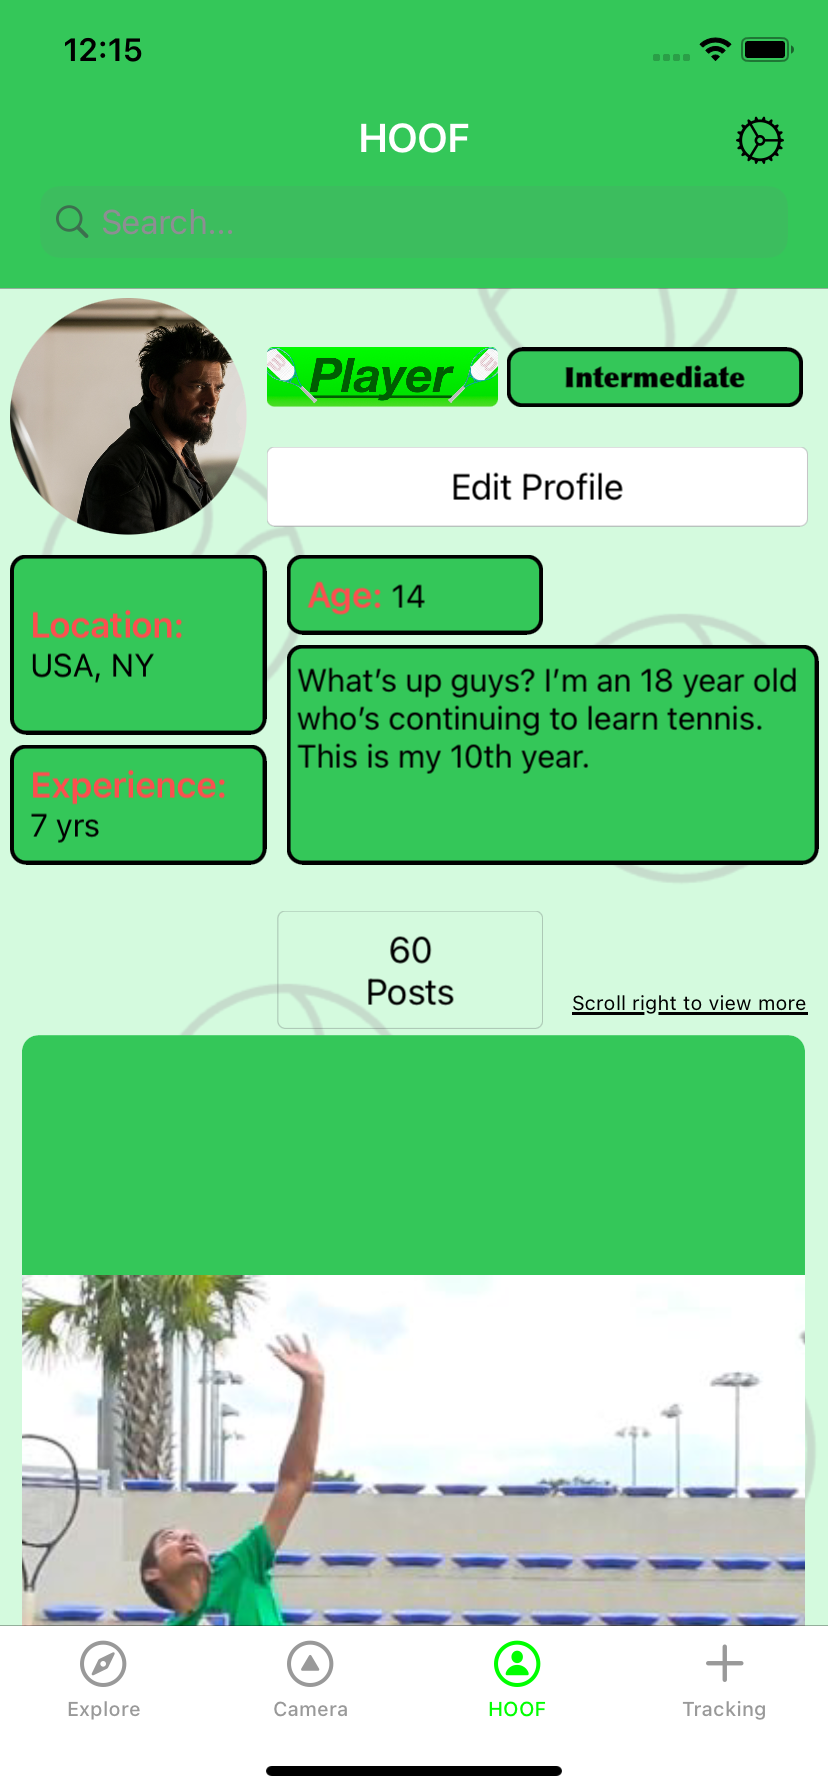 12:15
HOOF
Search...
Player
Intermediate
Edit Profile
Location:
USA, NY
Age: 14
What's up guys? I'm an 18 year old
who's continuing to learn tennis.
This is my 10th year.
Experience:
7 yrs
60
Posts
Scroll right to view more
Explore
Camera
HOOF
Tracking